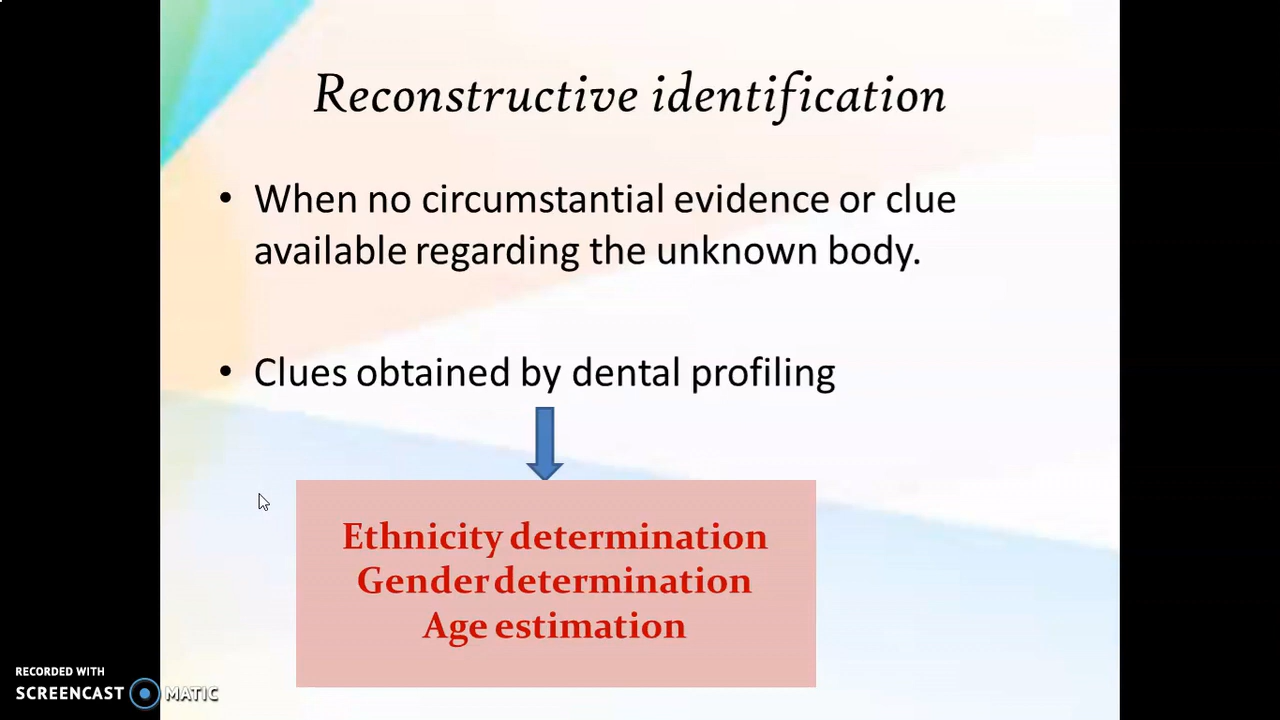 Reconstructive identification
• When no circumstantial evidence or clue
available regarding the unknown body.
• Clues obtained by dental profiling
Ethnicity determination
Gender determination
Age estimation
RECORDED WITH
SCREENCAST MATIC